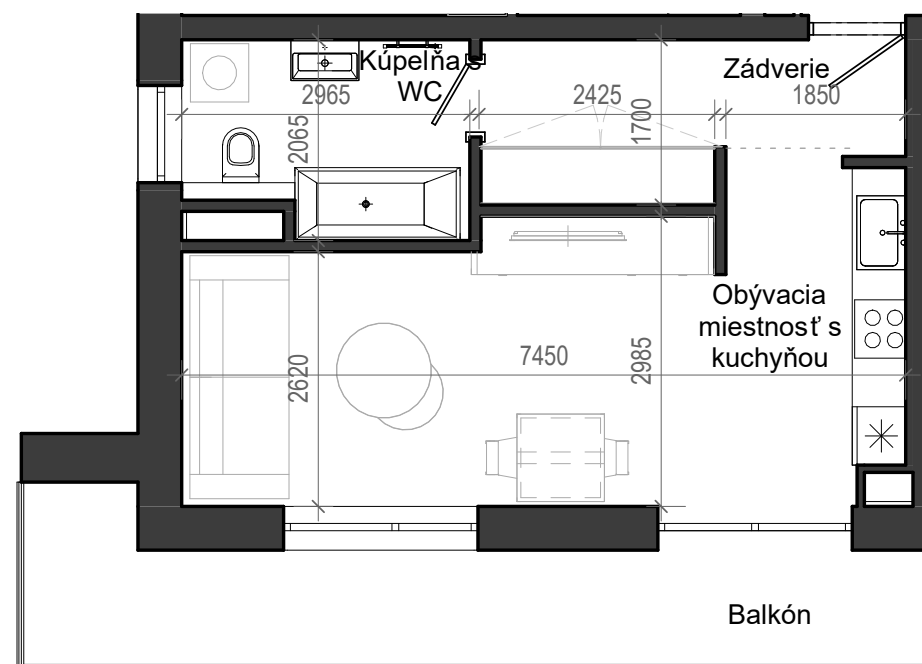 Kúpeľňa s
WC
Zádverie
2965
2425
1850
2065
1700
Obývacia
miestnosť s
kuchyňou
7450
2620
2985
Balkón